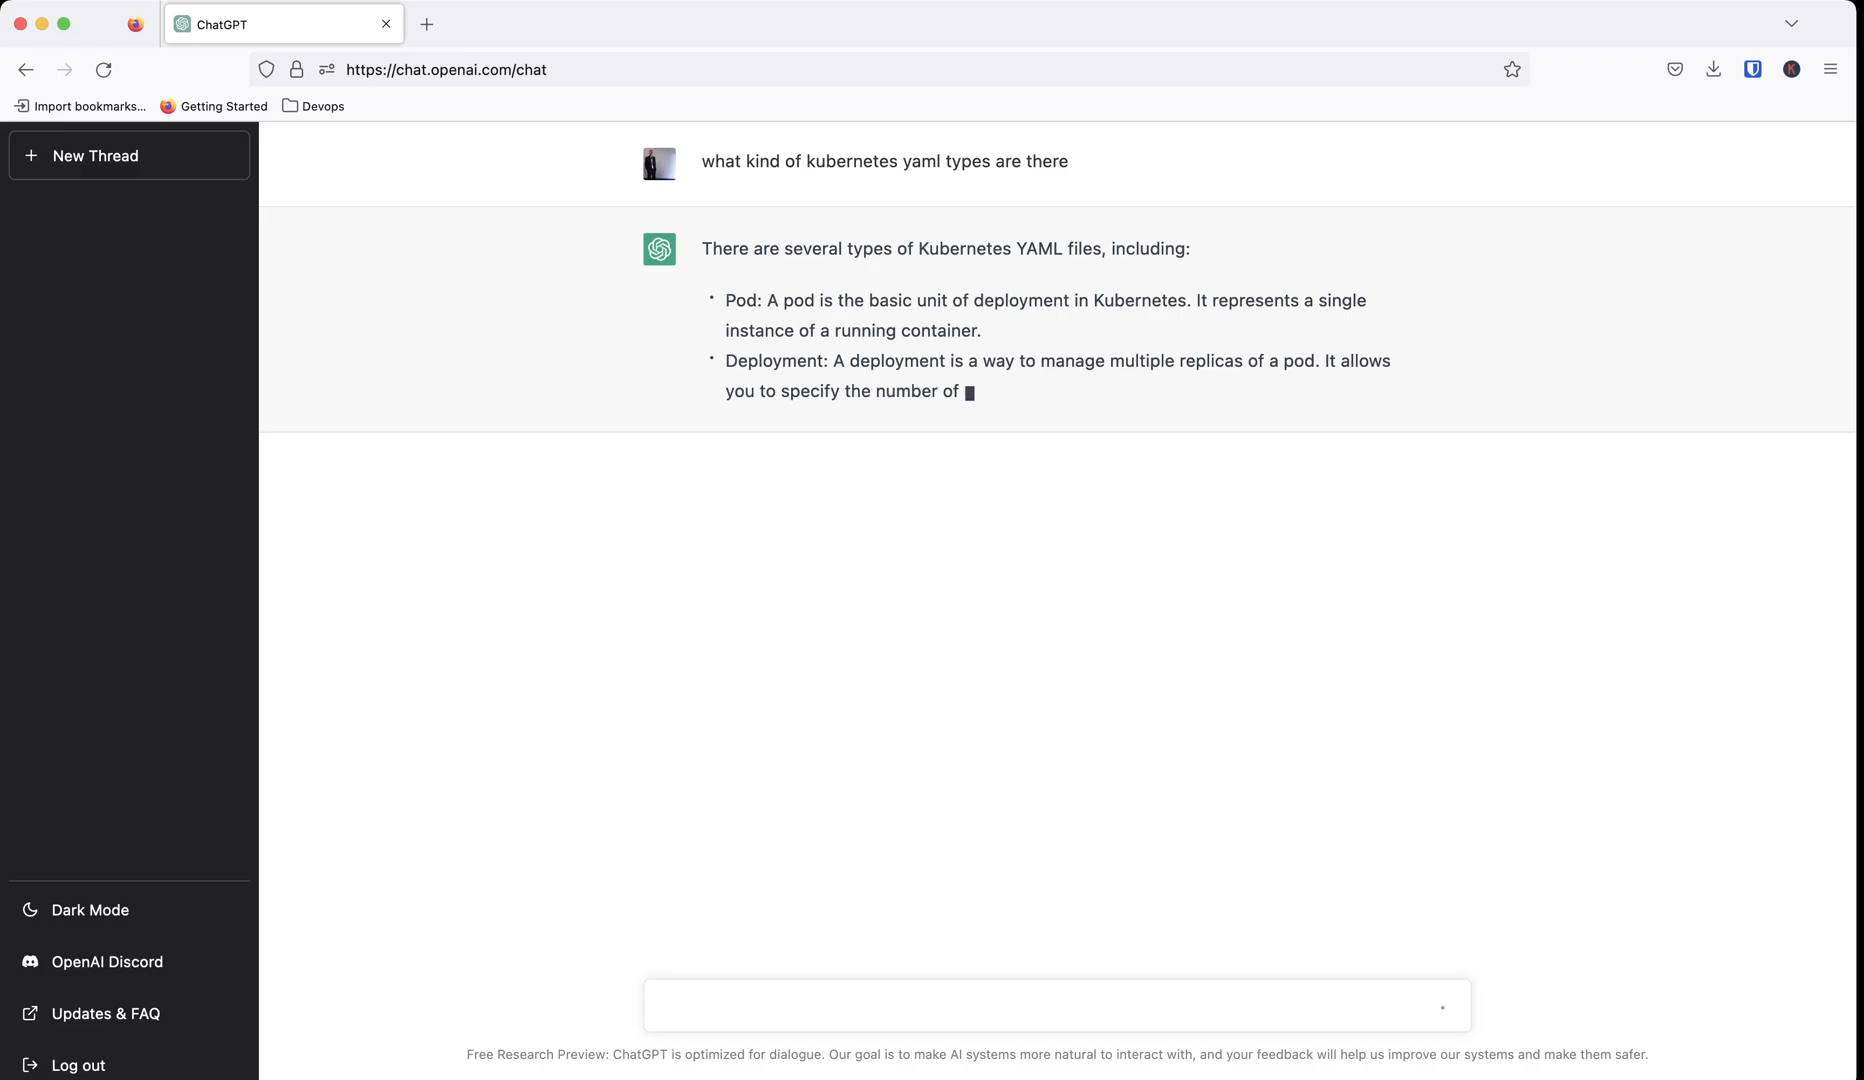 ChatGPT
https://chat.openai.com/chat
K
Import bookmarks...
Getting Started
Devops
New Thread
what kind of kubernetes yaml types are there
There are several types of Kubernetes YAML files, including:
• Pod: A pod is the basic unit of deployment in Kubernetes. It represents a single
instance of a running container.
• Deployment: A deployment is a way to manage multiple replicas of a pod. It allows
you to specify the number of
Dark Mode
OpenAI Discord
Updates & FAQ
Log out
Free Research Preview: ChatGPT is optimized for dialogue. Our goal is to make AI systems more natural to interact with, and your feedback will help us improve our systems and make them safer.